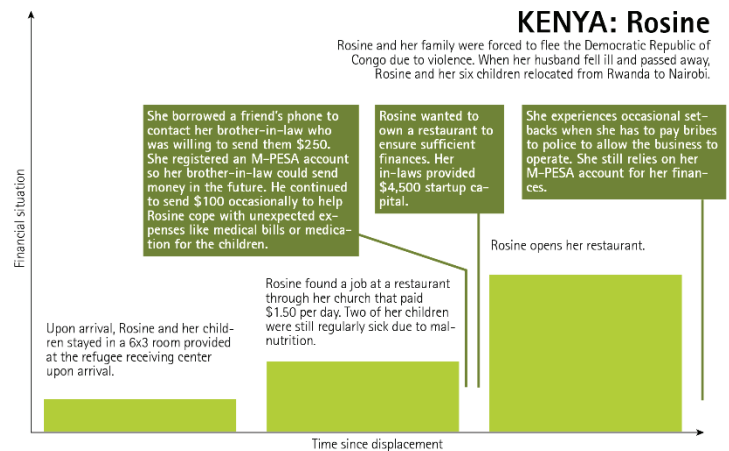 KENYA: Rosine
Rosine and her family were forced to flee the Democratic Republic of
Congo due to violence. When her husband fell ill and passed away,
Rosine and her six children relocated from Rwanda to Nairobi.
She borrowed a friend's phone to
contact her brother-in-law who
was willing to send them $250.
She registered an M-PESA account
so her brother-in-law could send
money in the future. He continued
to send $100 occasionally to help
Rosine cope with unexpected ex-
penses like medical bills or medica-
tion for the children.
Rosine wanted to
own a restaurant to
ensure sufficient
finances. Her
in-laws provided
$4,500 startup ca-
pital.
She experiences occasional set-
backs when she has to pay bribes
to police to allow the business to
operate. She still relies on her
M-PESA account for her finan-
ces.
Rosine opens her restaurant.
Rosine found a job at a restaurant
through her church that paid
$1.50 per day. Two of her children
were still regularly sick due to mal-
nutrition.
Upon arrival, Rosine and her child-
ren stayed in a 6x3 room provided
at the refugee receiving center
upon arrival.
Financial situation
Time since displacement